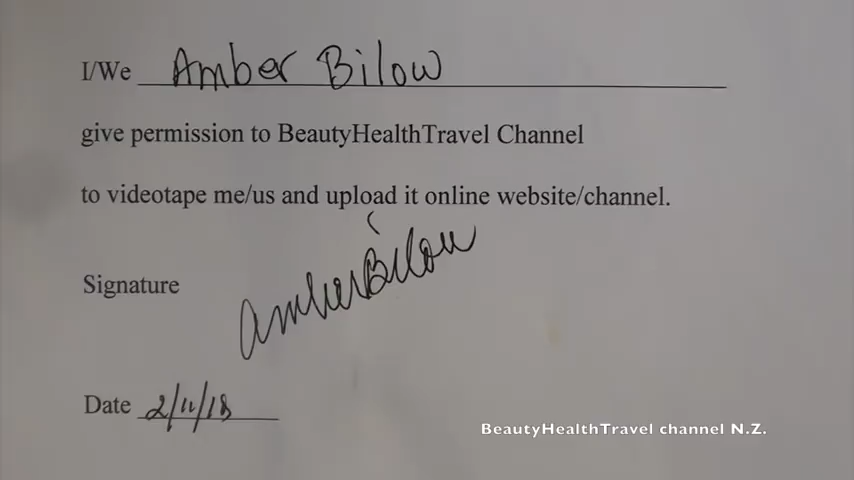 I/We Amber Bilow
give permission to BeautyHealthTravel Channel
to videotape me/us and upload it online website/channel.
Signature Amber Bilow
Date 2/11/18
BeautyHealthTravel channel N.Z.